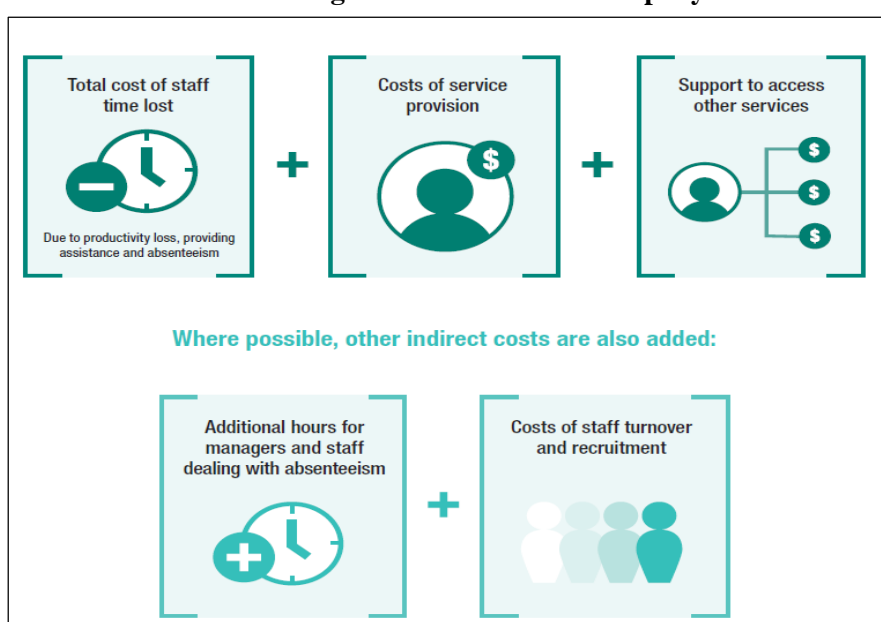 Total cost of staff
time lost
Due to productivity loss, providing
assistance and absenteeism
Costs of service
provision
Support to access
other services
Where possible, other indirect costs are also added:
Additional hours for
managers and staff
dealing with absenteeism
Costs of staff turnover
and recruitment